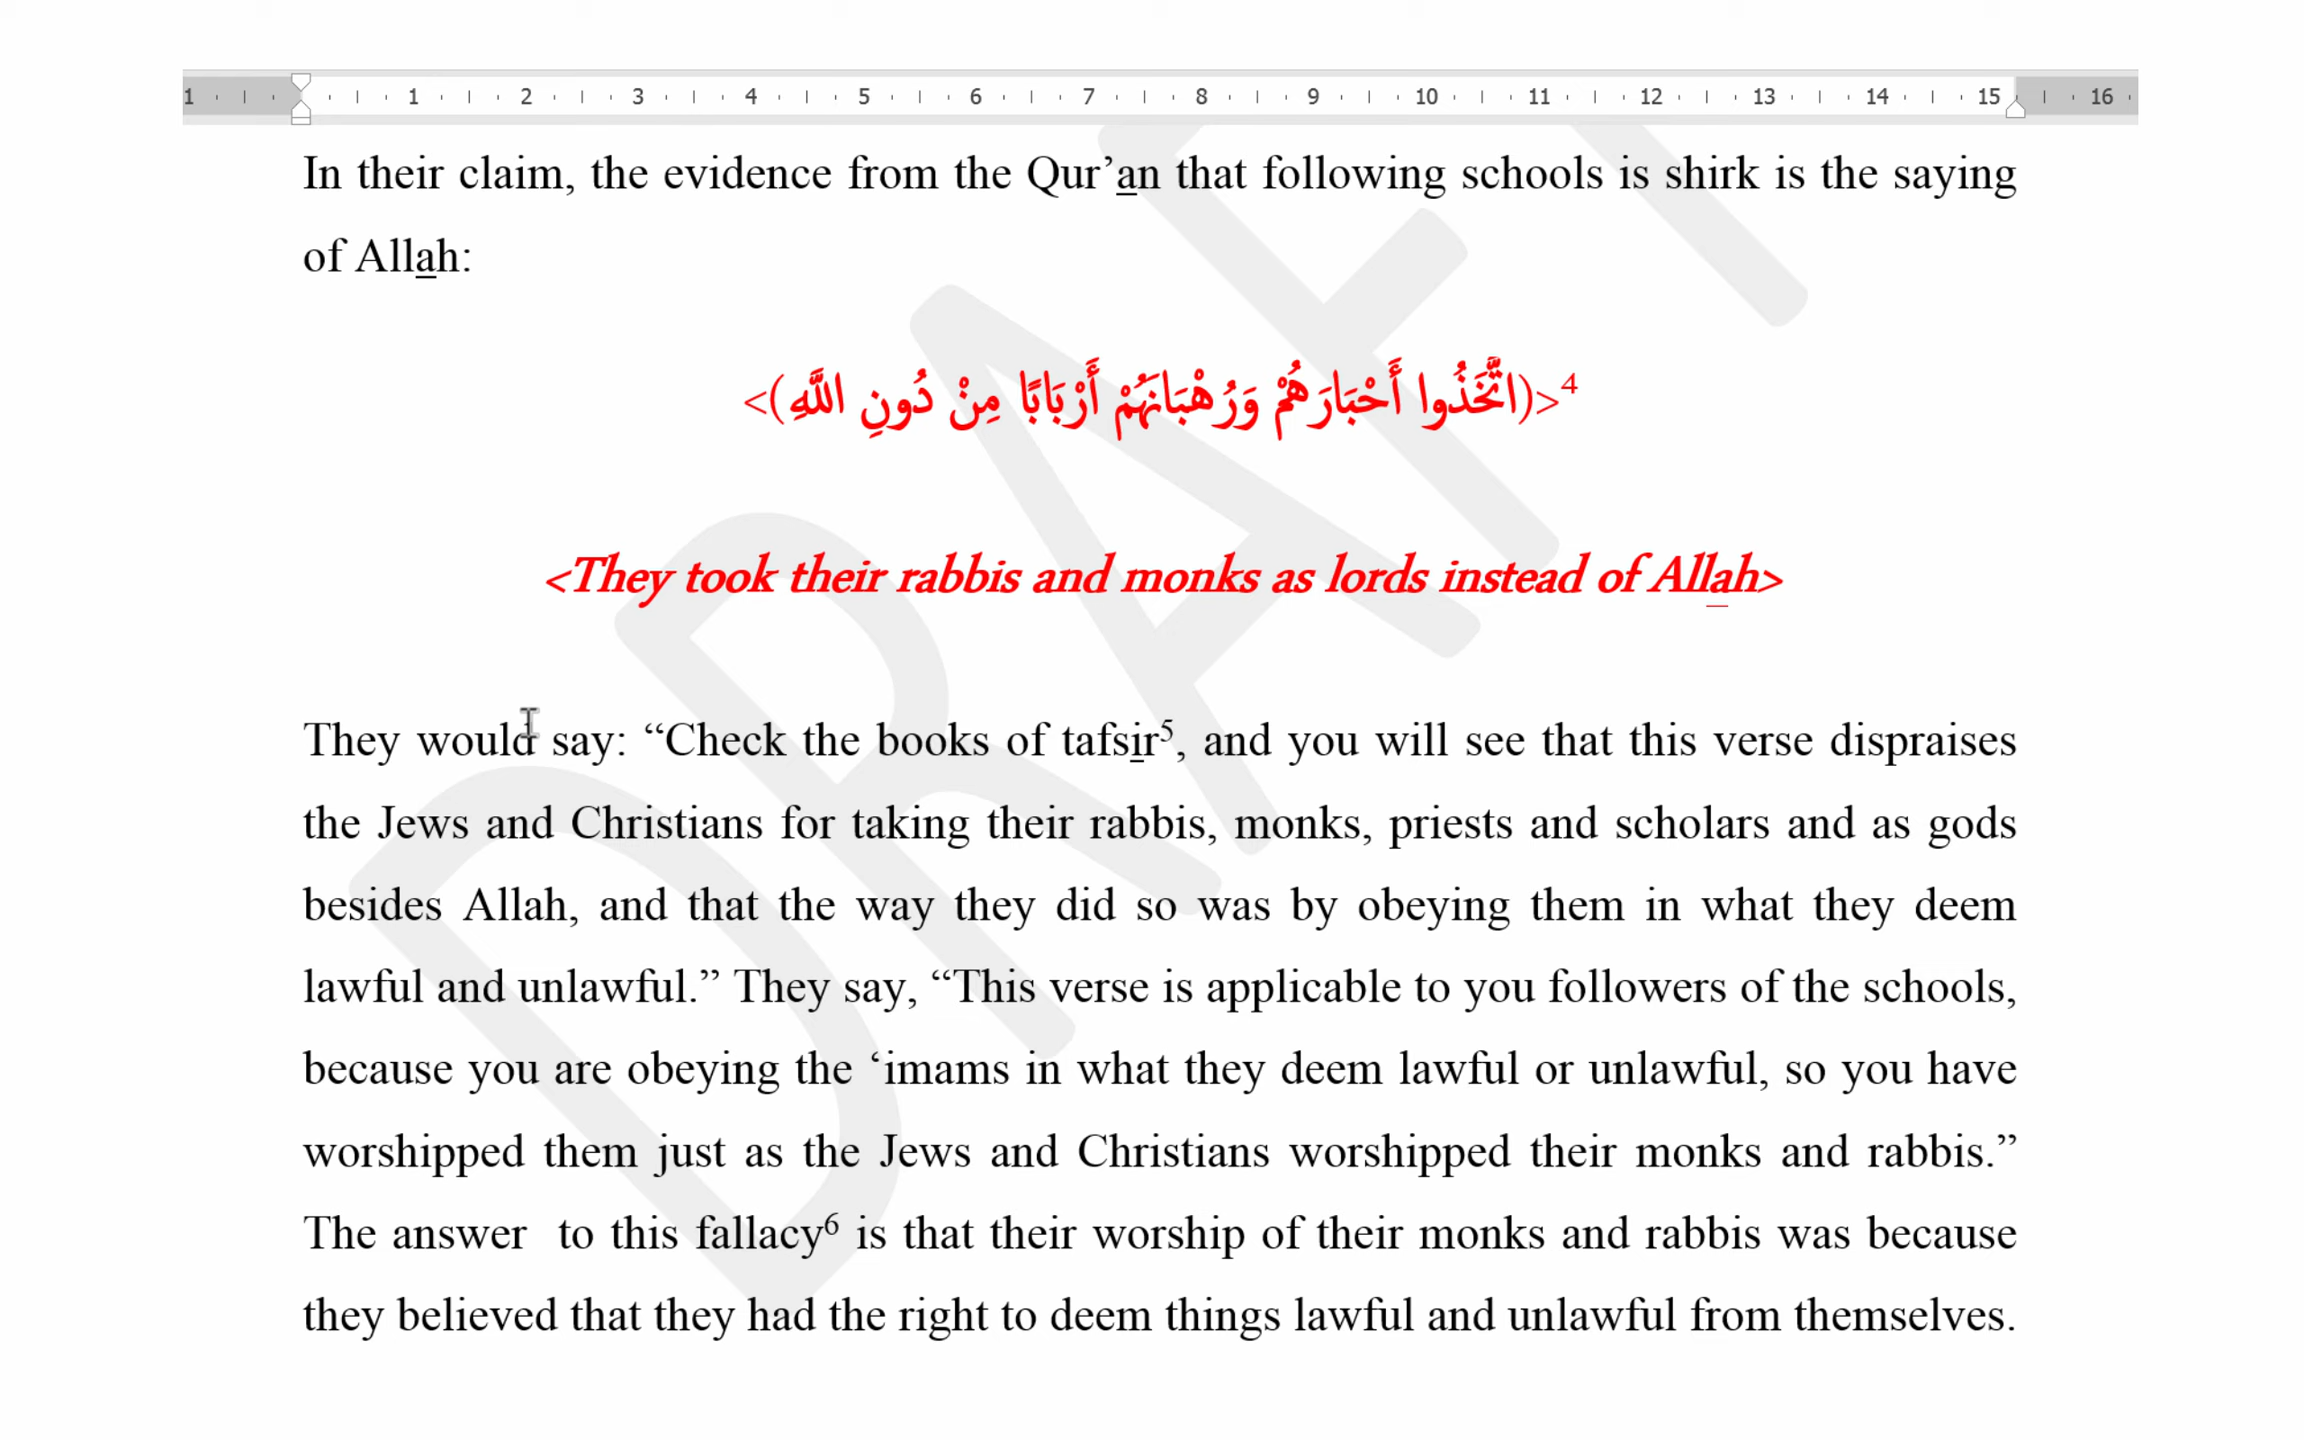 1 1 2 3 4 5 6 7 8 9 10 11 12 13 14 15 16
In their claim, the evidence from the Qur’an that following schools is shirk is the saying
of Allah:
<(اتَّخَذُوا أَحْبَارَهُمْ وَرُهْبَانَهُمْ أَرْبَابًا مِنْ دُونِ اللَّهِ)>4
<They took their rabbis and monks as lords instead of Allah>
They would say: “Check the books of tafsir5, and you will see that this verse dispraises
the Jews and Christians for taking their rabbis, monks, priests and scholars and as gods
besides Allah, and that the way they did so was by obeying them in what they deem
lawful and unlawful.” They say, “This verse is applicable to you followers of the schools,
because you are obeying the ‘imams in what they deem lawful or unlawful, so you have
worshipped them just as the Jews and Christians worshipped their monks and rabbis.”
The answer  to this fallacy6 is that their worship of their monks and rabbis was because
they believed that they had the right to deem things lawful and unlawful from themselves.
DRAFT